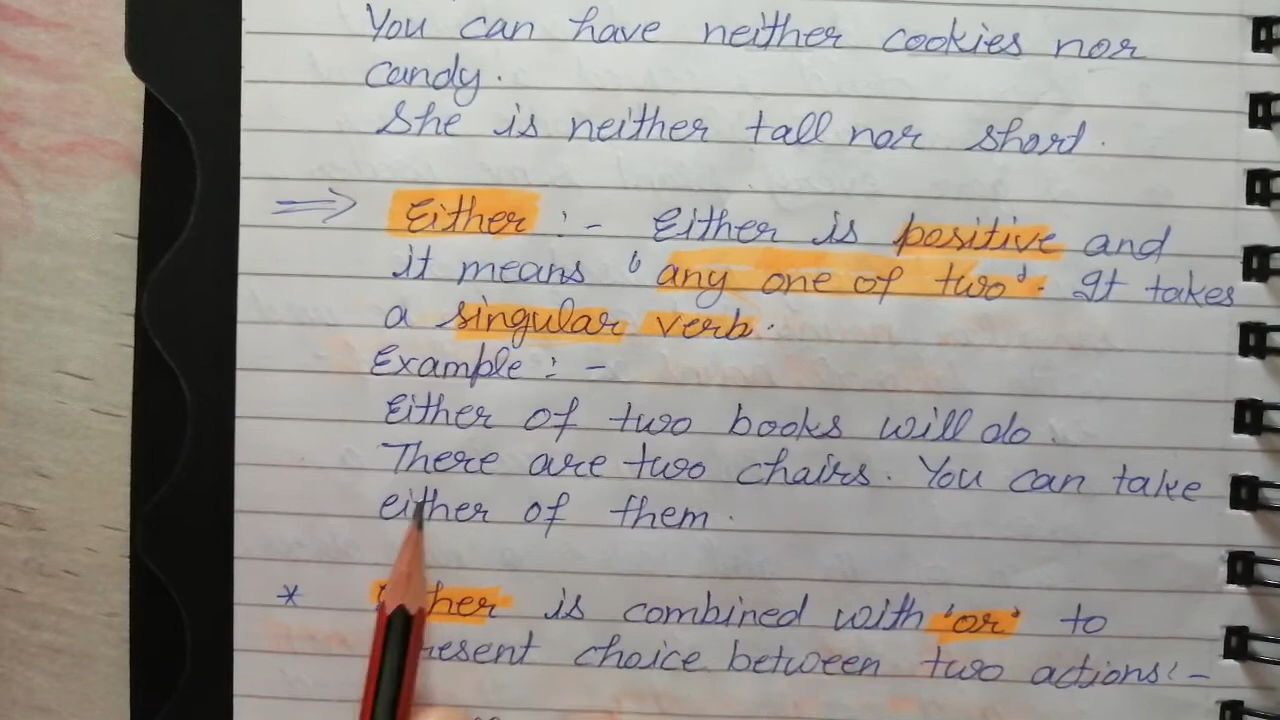 You can have neither cookies nor
candy.
She is neither tall nor short.
⇒ Either :- Either is positive and
it means 'any one of two'. It takes
a singular verb.
Example :-
Either of two books will do.
There are two chairs. You can take
either of them.
* is combined with 'or' to
choice between two actions:-